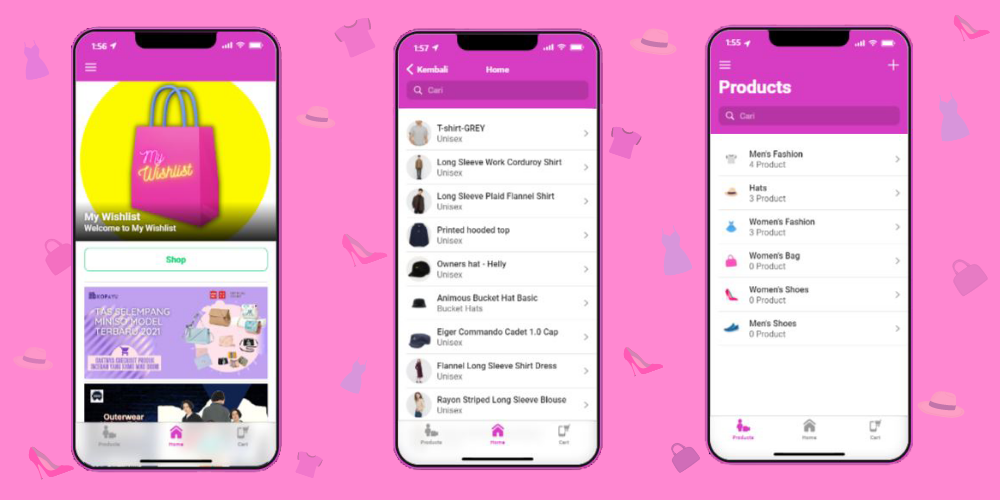 1:56
My
Wishlist
My Wishlist
Welcome to My Wishlist
Shop
TAS SELEMPANG
MINISO MODEL
TERBARU 2021
Outerwear
Products
Home
Cart
1:57
Kembali
Home
Cari
T-shirt-GREY
Unisex
Long Sleeve Work Corduroy Shirt
Unisex
Long Sleeve Plaid Flannel Shirt
Unisex
Printed hooded top
Unisex
Owners hat - Helly
Unisex
Animous Bucket Hat Basic
Bucket Hats
Eiger Commando Cadet 1.0 Cap
Unisex
Flannel Long Sleeve Shirt Dress
Unisex
Rayon Striped Long Sleeve Blouse
Unisex
Products
Home
Cart
1:55
Products
Cari
Men's Fashion
4 Product
Hats
3 Product
Women's Fashion
3 Product
Women's Bag
0 Product
Women's Shoes
0 Product
Men's Shoes
0 Product
Products
Home
Cart